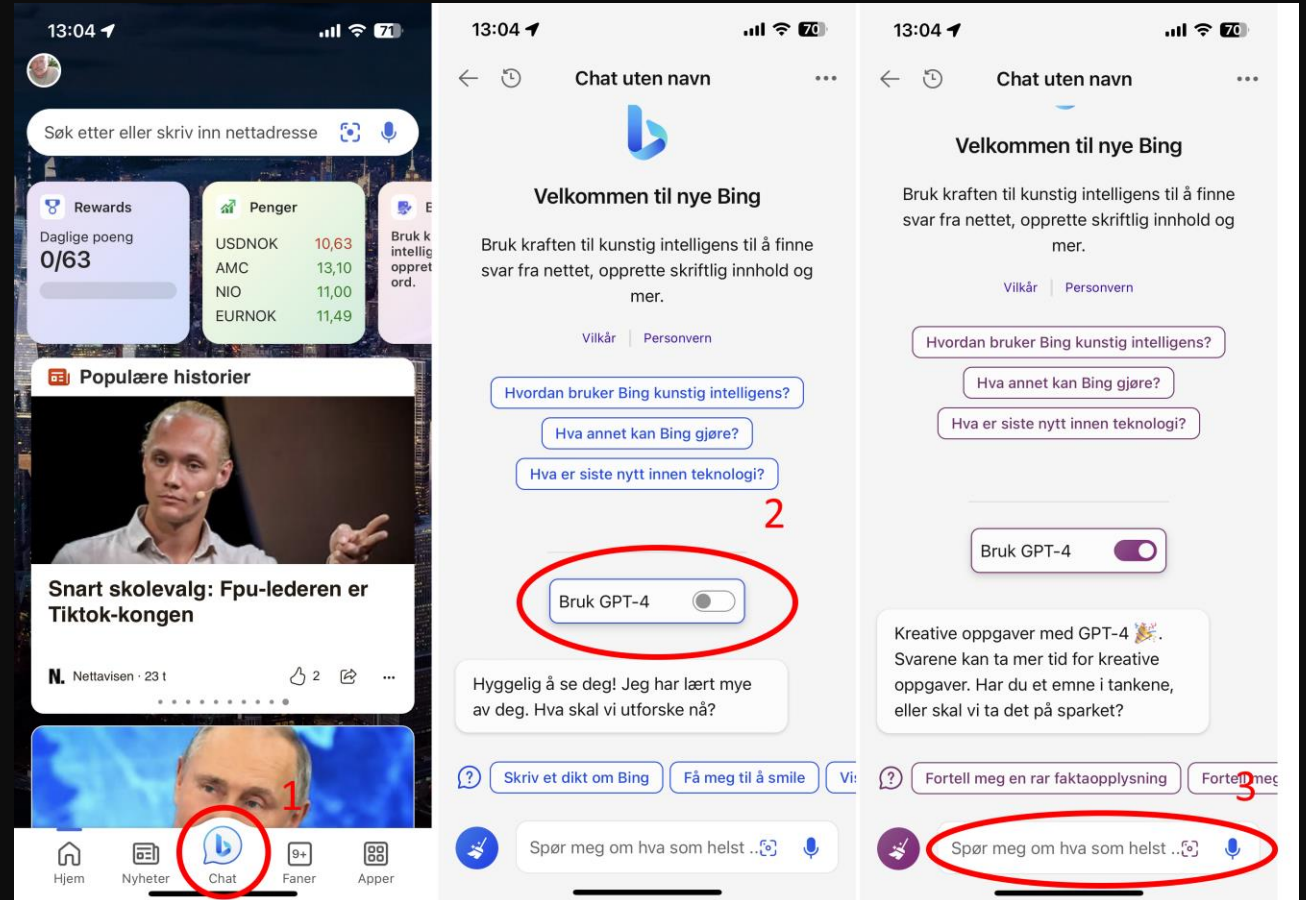 13:04
71
Søk etter eller skriv inn nettadresse
Rewards
Daglige poeng
0/63
Penger
USDNOK 10,63
AMC 13,10
NIO 11,00
EURNOK 11,49
Bruk k
intellig
oppret
ord.
Populære historier
Snart skolevalg: Fpu-lederen er
Tiktok-kongen
N. Nettavisen · 23 t
2
1
9+
Hjem
Nyheter
Chat
Faner
Apper
13:04
70
Chat uten navn
Velkommen til nye Bing
Bruk kraften til kunstig intelligens til å finne
svar fra nettet, opprette skriftlig innhold og
mer.
Vilkår
Personvern
Hvordan bruker Bing kunstig intelligens?
Hva annet kan Bing gjøre?
Hva er siste nytt innen teknologi?
2
Bruk GPT-4
Hyggelig å se deg! Jeg har lært mye
av deg. Hva skal vi utforske nå?
Skriv et dikt om Bing
Få meg til å smile
Vis
Spør meg om hva som helst ...
13:04
70
Chat uten navn
Velkommen til nye Bing
Bruk kraften til kunstig intelligens til å finne
svar fra nettet, opprette skriftlig innhold og
mer.
Vilkår
Personvern
Hvordan bruker Bing kunstig intelligens?
Hva annet kan Bing gjøre?
Hva er siste nytt innen teknologi?
Bruk GPT-4
Kreative oppgaver med GPT-4 🎉.
Svarene kan ta mer tid for kreative
oppgaver. Har du et emne i tankene,
eller skal vi ta det på sparket?
Fortell meg en rar faktaopplysning
Fortell meg
3
Spør meg om hva som helst ...